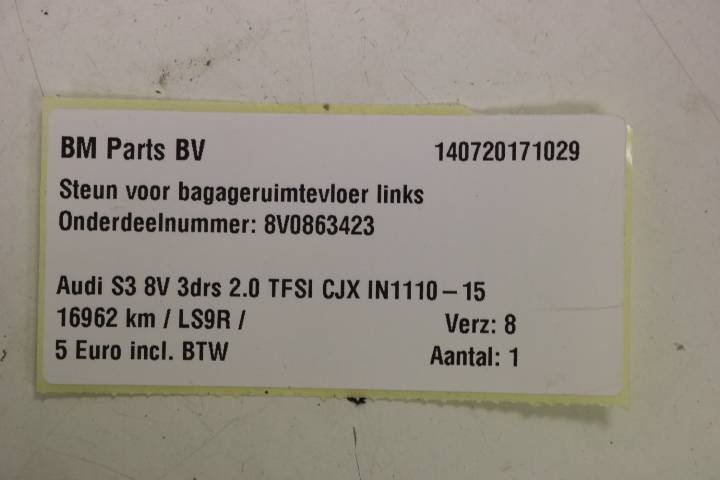 BM Parts BV 140720171029
Steun voor bagageruimtevloer links
Onderdeelnummer: 8V0863423
Audi S3 8V 3drs 2.0 TFSI CJX IN1110-15
16962 km / LS9R / Verz: 8
5 Euro incl. BTW Aantal: 1